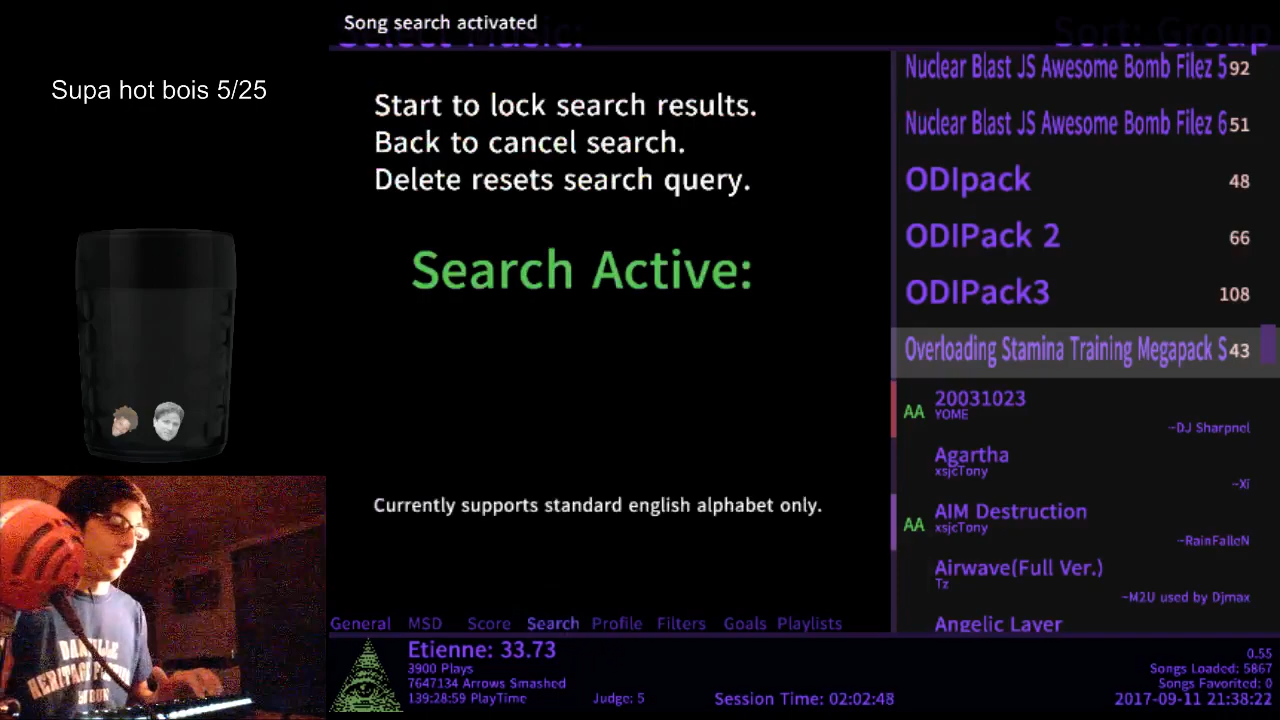 Song search activated
Select Music:
Sort: Group
Supa hot bois 5/25
Start to lock search results.
Back to cancel search.
Delete resets search query.
Search Active:
Currently supports standard english alphabet only.
Nuclear Blast JS Awesome Bomb Filez 5 92
Nuclear Blast JS Awesome Bomb Filez 6 51
ODIpack 48
ODIPack 2 66
ODIPack3 108
Overloading Stamina Training Megapack S 43
AA 20031023
YOME
~DJ Sharpnel
Agartha
xsjcTony
~Xi
AA AIM Destruction
xsjcTony
~RainFalleN
Airwave(Full Ver.)
Tz
~M2U used by Djmax
Angelic Layer
General MSD Score Search Profile Filters Goals Playlists
Etienne: 33.73
3900 Plays
7647134 Arrows Smashed
139:28:59 PlayTime
Judge: 5
Session Time: 02:02:48
0.55
Songs Loaded: 5867
Songs Favorited: 0
2017-09-11 21:38:22